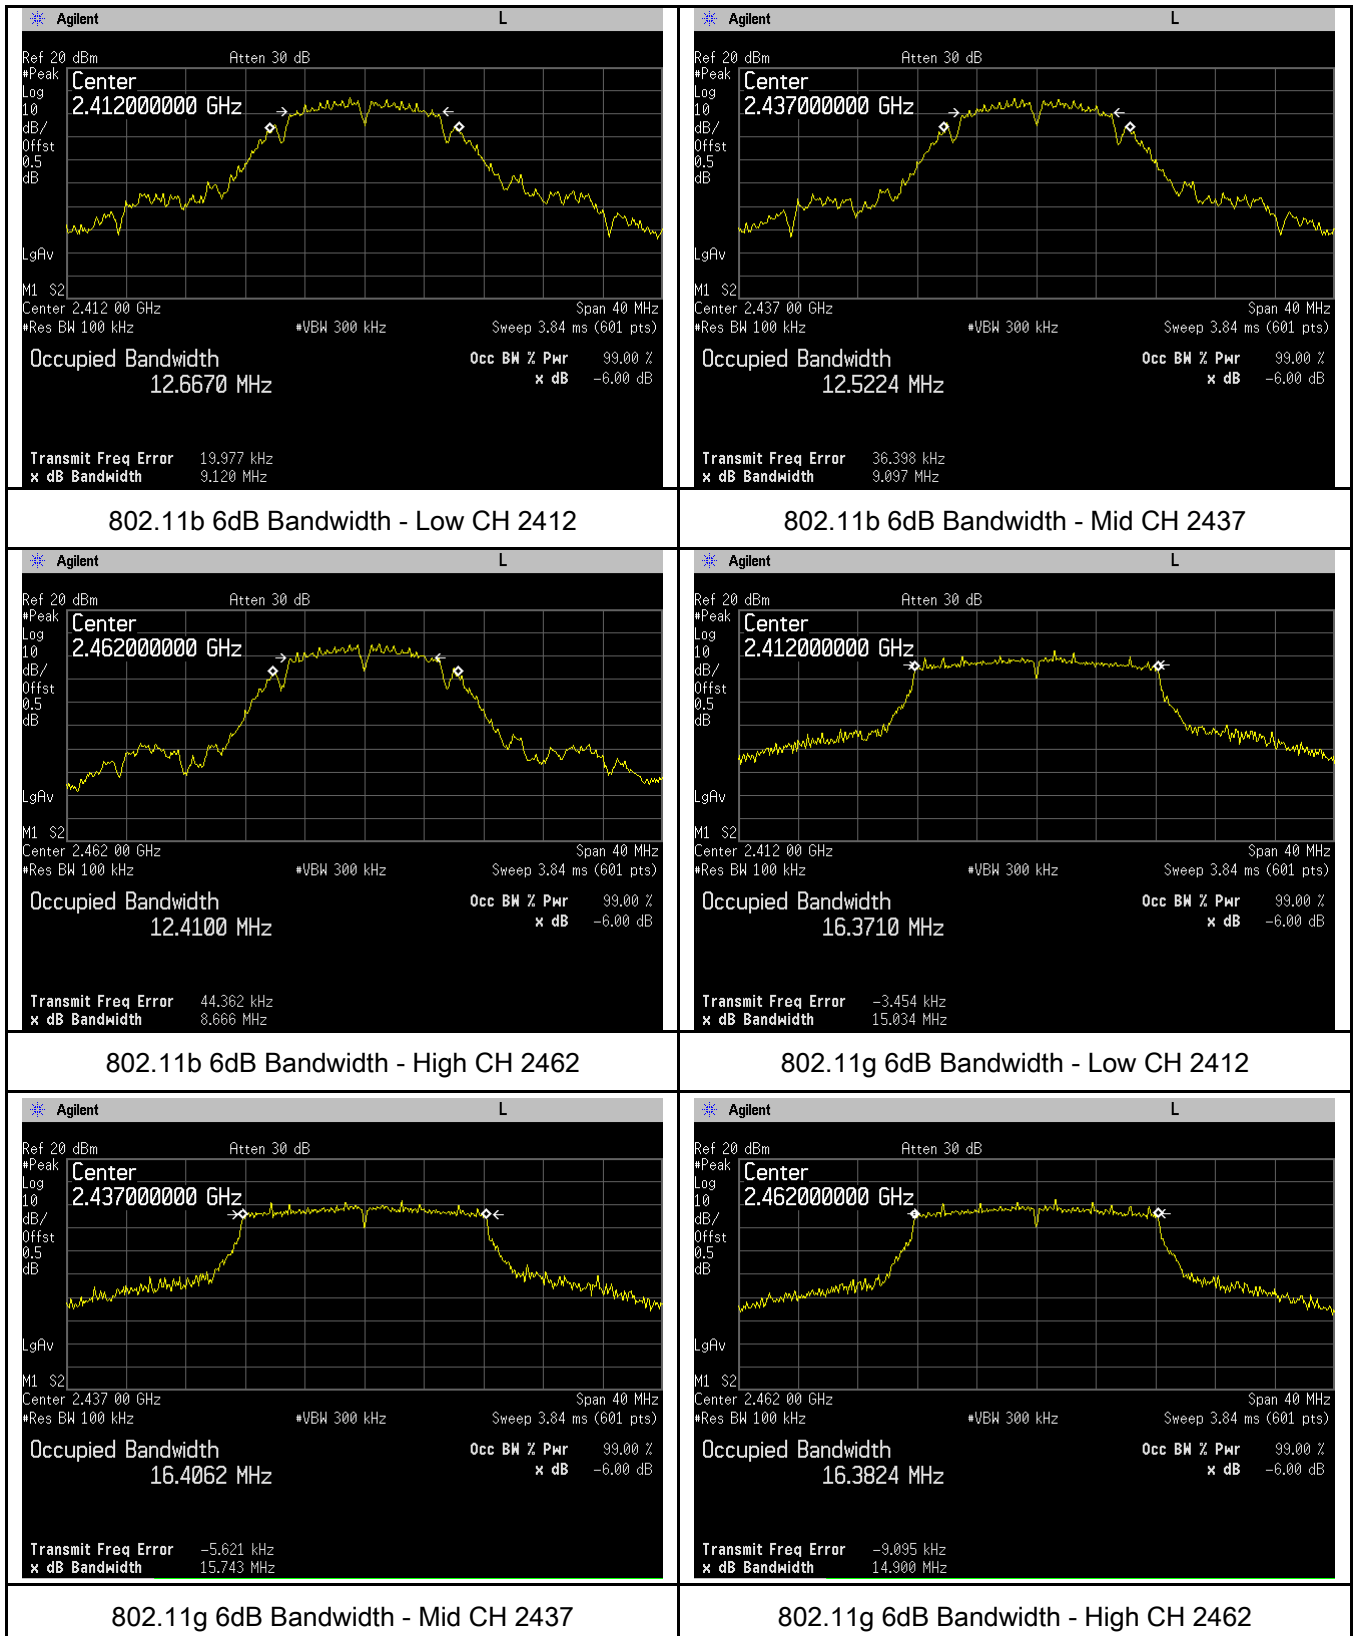 Agilent L
Ref 20 dBm Atten 30 dB
#Peak
Log
10
dB/
Offst
0.5
dB
Center
2.412000000 GHz
LgAv
M1 S2
Center 2.412 00 GHz Span 40 MHz
#Res BW 100 kHz #VBW 300 kHz Sweep 3.84 ms (601 pts)
Occupied Bandwidth Occ BW % Pwr 99.00 %
12.6670 MHz x dB -6.00 dB
Transmit Freq Error 19.977 kHz
x dB Bandwidth 9.120 MHz
802.11b 6dB Bandwidth - Low CH 2412
Agilent L
Ref 20 dBm Atten 30 dB
#Peak
Log
10
dB/
Offst
0.5
dB
Center
2.437000000 GHz
LgAv
M1 S2
Center 2.437 00 GHz Span 40 MHz
#Res BW 100 kHz #VBW 300 kHz Sweep 3.84 ms (601 pts)
Occupied Bandwidth Occ BW % Pwr 99.00 %
12.5224 MHz x dB -6.00 dB
Transmit Freq Error 36.398 kHz
x dB Bandwidth 9.097 MHz
802.11b 6dB Bandwidth - Mid CH 2437
Agilent L
Ref 20 dBm Atten 30 dB
#Peak
Log
10
dB/
Offst
0.5
dB
Center
2.462000000 GHz
LgAv
M1 S2
Center 2.462 00 GHz Span 40 MHz
#Res BW 100 kHz #VBW 300 kHz Sweep 3.84 ms (601 pts)
Occupied Bandwidth Occ BW % Pwr 99.00 %
12.4100 MHz x dB -6.00 dB
Transmit Freq Error 44.362 kHz
x dB Bandwidth 8.666 MHz
802.11b 6dB Bandwidth - High CH 2462
Agilent L
Ref 20 dBm Atten 30 dB
#Peak
Log
10
dB/
Offst
0.5
dB
Center
2.412000000 GHz
LgAv
M1 S2
Center 2.412 00 GHz Span 40 MHz
#Res BW 100 kHz #VBW 300 kHz Sweep 3.84 ms (601 pts)
Occupied Bandwidth Occ BW % Pwr 99.00 %
16.3710 MHz x dB -6.00 dB
Transmit Freq Error -3.454 kHz
x dB Bandwidth 15.034 MHz
802.11g 6dB Bandwidth - Low CH 2412
Agilent L
Ref 20 dBm Atten 30 dB
#Peak
Log
10
dB/
Offst
0.5
dB
Center
2.437000000 GHz
LgAv
M1 S2
Center 2.437 00 GHz Span 40 MHz
#Res BW 100 kHz #VBW 300 kHz Sweep 3.84 ms (601 pts)
Occupied Bandwidth Occ BW % Pwr 99.00 %
16.4062 MHz x dB -6.00 dB
Transmit Freq Error -5.621 kHz
x dB Bandwidth 15.743 MHz
802.11g 6dB Bandwidth - Mid CH 2437
Agilent L
Ref 20 dBm Atten 30 dB
#Peak
Log
10
dB/
Offst
0.5
dB
Center
2.462000000 GHz
LgAv
M1 S2
Center 2.462 00 GHz Span 40 MHz
#Res BW 100 kHz #VBW 300 kHz Sweep 3.84 ms (601 pts)
Occupied Bandwidth Occ BW % Pwr 99.00 %
16.3824 MHz x dB -6.00 dB
Transmit Freq Error -9.095 kHz
x dB Bandwidth 14.900 MHz
802.11g 6dB Bandwidth - High CH 2462